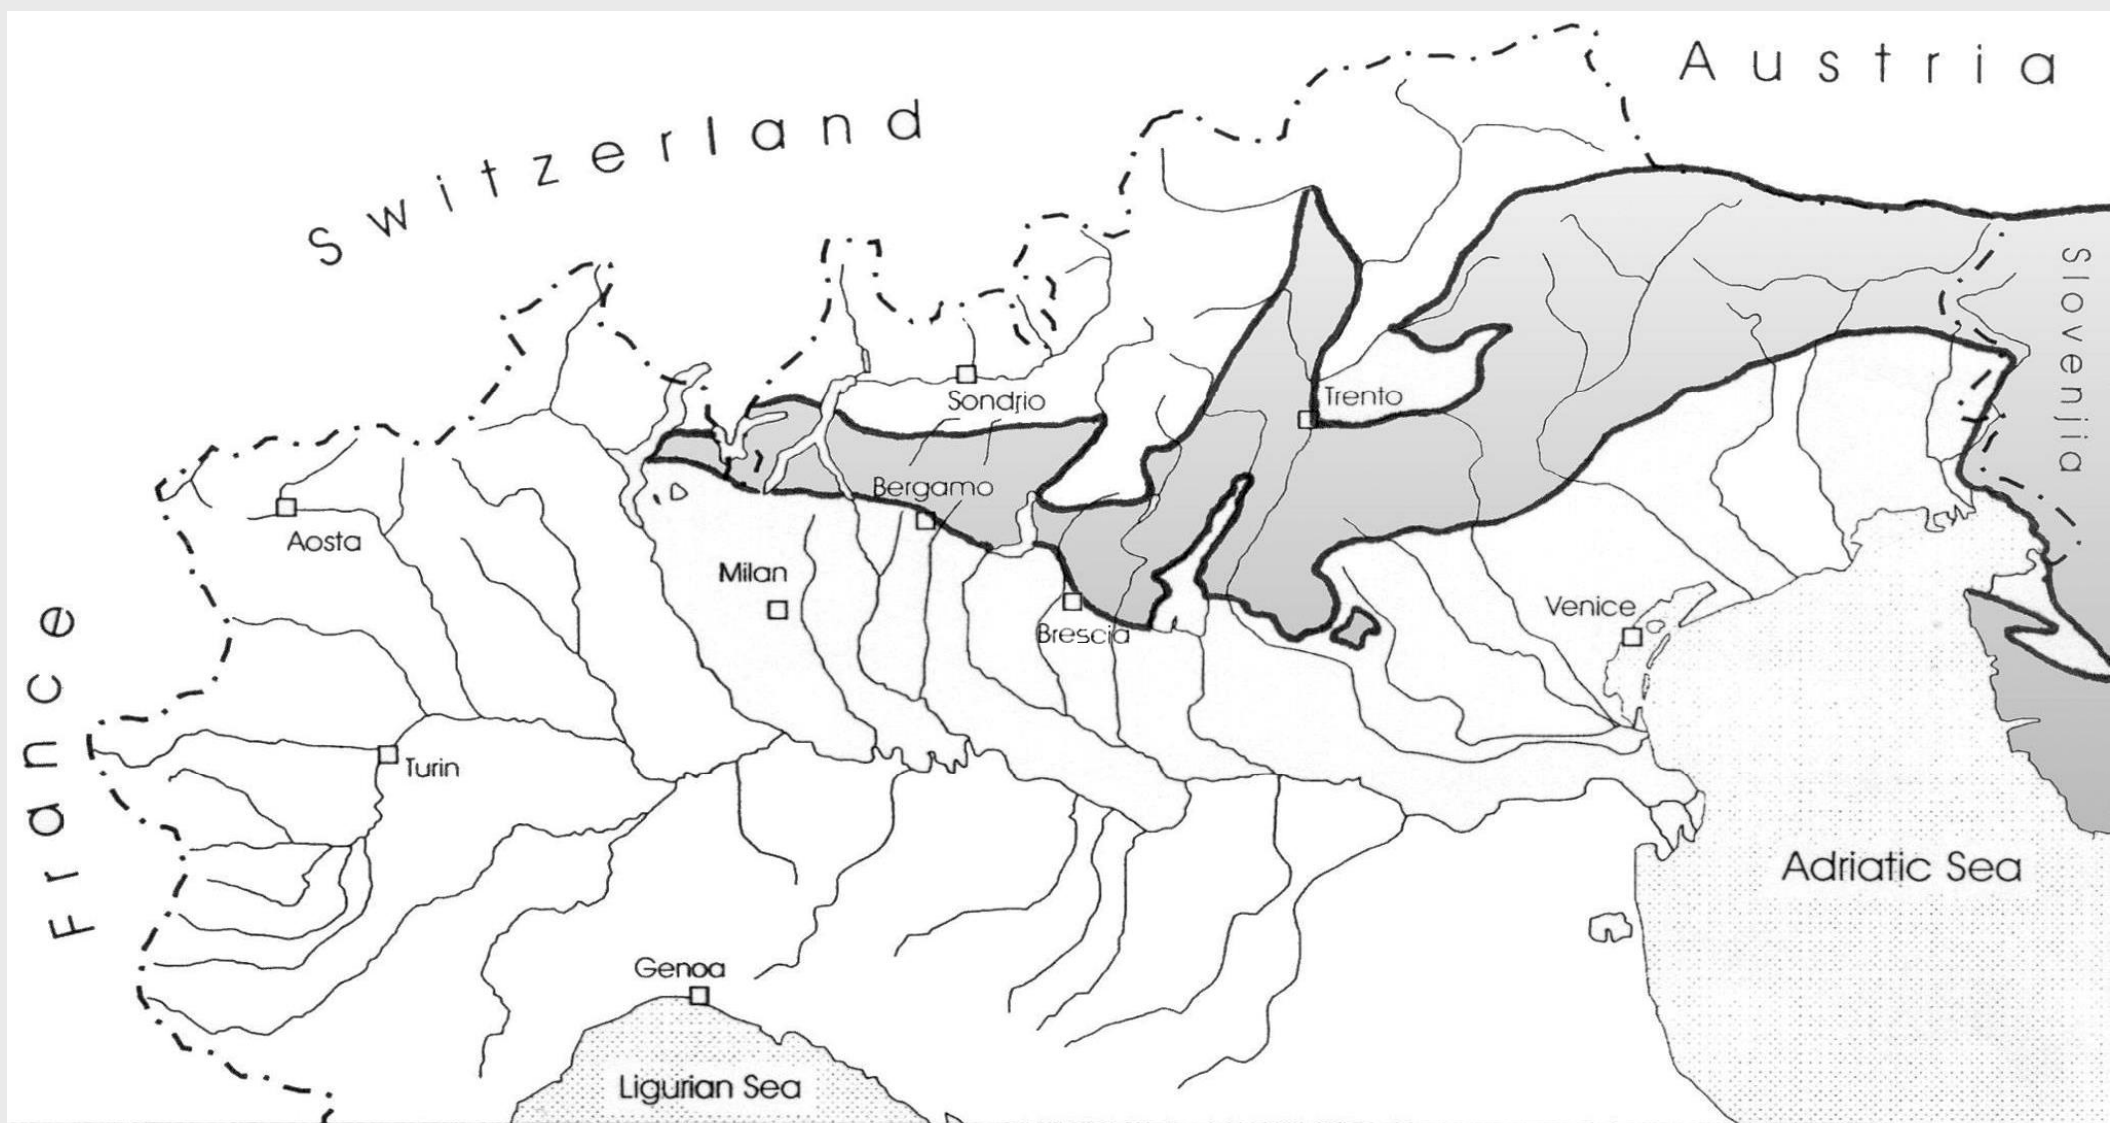 Austria
Switzerland
Slovenjia
Trento
Sondrio
Bergamo
Aosta
Milan
Venice
Brescia
France
Turin
Adriatic Sea
Genoa
Ligurian Sea